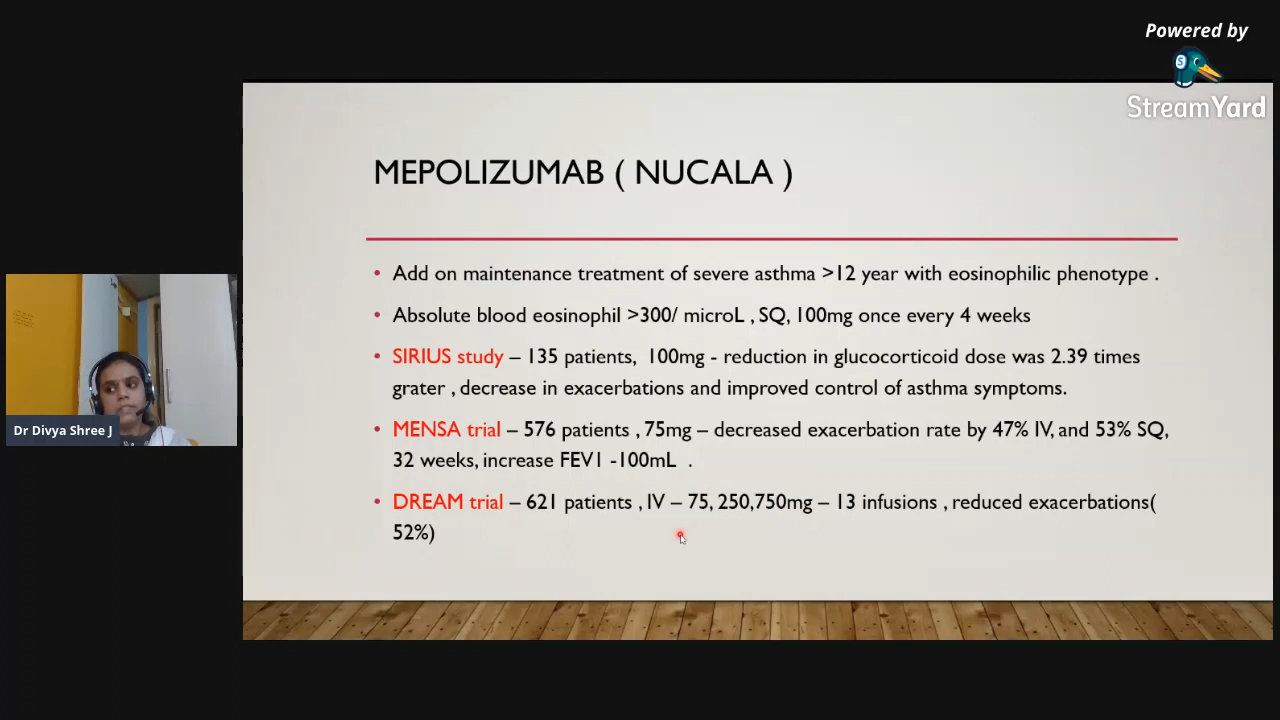 Powered by
StreamYard
MEPOLIZUMAB ( NUCALA )
• Add on maintenance treatment of severe asthma >12 year with eosinophilic phenotype .
• Absolute blood eosinophil >300/ microL , SQ, 100mg once every 4 weeks
• SIRIUS study – 135 patients, 100mg - reduction in glucocorticoid dose was 2.39 times
grater , decrease in exacerbations and improved control of asthma symptoms.
• MENSA trial – 576 patients , 75mg – decreased exacerbation rate by 47% IV, and 53% SQ,
32 weeks, increase FEV1 -100mL .
• DREAM trial – 621 patients , IV – 75, 250,750mg – 13 infusions , reduced exacerbations(
52%)
Dr Divya Shree J